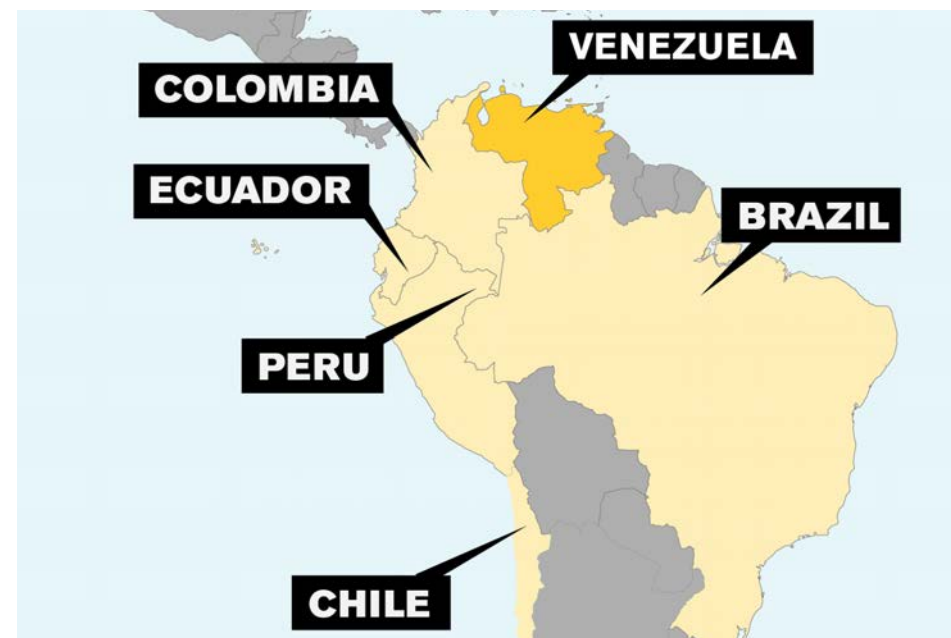 VENEZUELA
COLOMBIA
ECUADOR
BRAZIL
PERU
CHILE